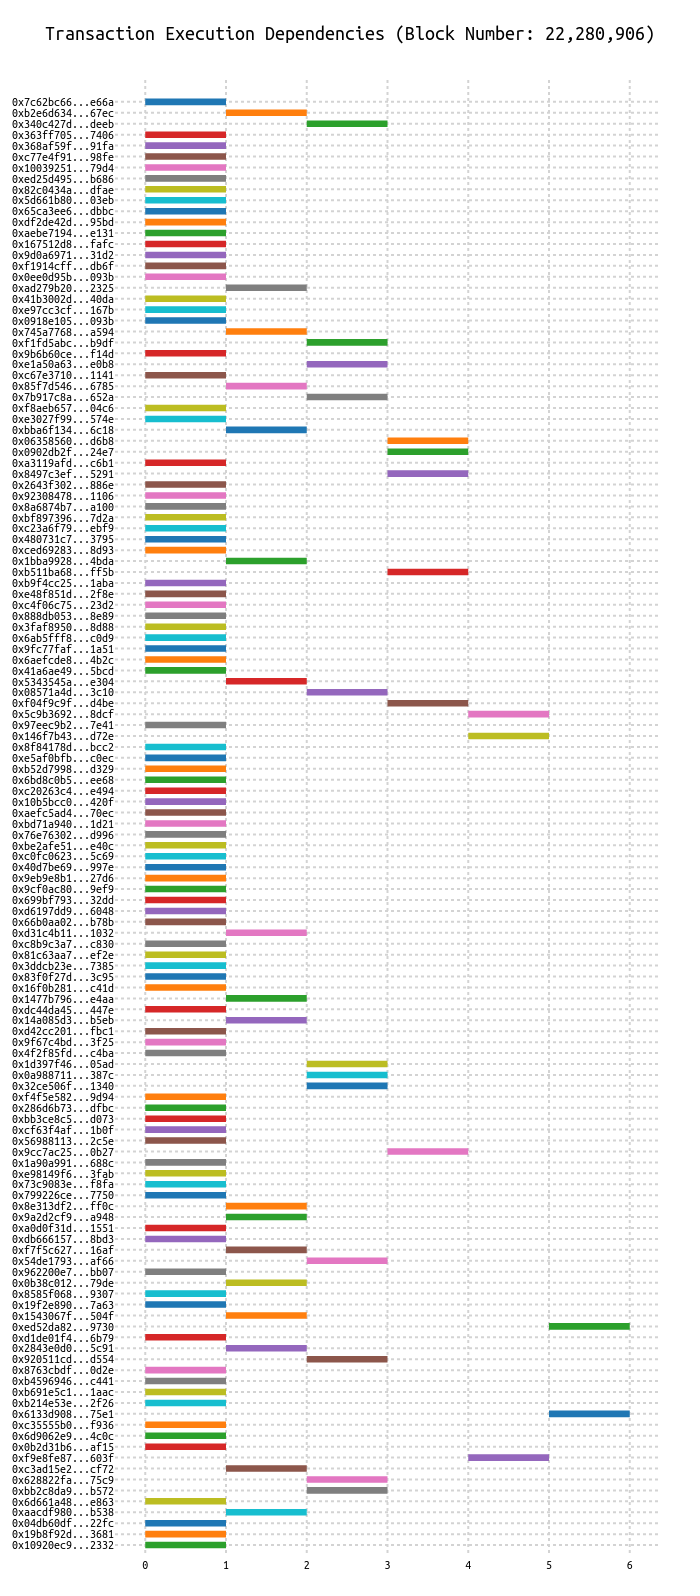 Transaction Execution Dependencies (Block Number: 22,280,906)
0x7c62bc66...e66a
0xb2e6d634...67ec
0x340c427d...deeb
0x363ff705...7406
0x368af59f...91fa
0xc77e4f91...98fe
0x10039251...79d4
0xed25d495...b686
0x82c0434a...dfae
0x5d661b80...03eb
0x65ca3ee6...dbbc
0xdf2de42d...95bd
0xaebe7194...e131
0x167512d8...fafc
0x9d0a6971...31d2
0xf1914cff...db6f
0x0ee0d95b...093b
0xad279b20...2325
0x41b3002d...40da
0xe97cc3cf...167b
0x0918e105...093b
0x745a7768...a594
0xf1fd5abc...b9df
0x9b6b60ce...f14d
0xe1a50a63...e0b8
0xc67e3710...1141
0x85f7d546...6785
0x7b917c8a...652a
0xf8aeb657...04c6
0xe3027f99...574e
0xbba6f134...6c18
0x06358560...d6b8
0x0902db2f...24e7
0xa3119afd...c6b1
0x8497c3ef...5291
0x2643f302...886e
0x92308478...1106
0x8a6874b7...a100
0xbf897396...7d2a
0xc23a6f79...ebf9
0x480731c7...3795
0xced69283...8d93
0x1bba9928...4bda
0xb511ba68...ff5b
0xb9f4cc25...1aba
0xe48f851d...2f8e
0xc4f06c75...23d2
0x888db053...8e89
0x3faf8950...8d88
0x6ab5fff8...c0d9
0x9fc77faf...1a51
0x6aefcde8...4b2c
0x41a6ae49...5bcd
0x5343545a...e304
0x08571a4d...3c10
0xf04f9c9f...d4be
0x5c9b3692...8dcf
0x97eec9b2...7e41
0x146f7b43...d72e
0x8f84178d...bcc2
0xe5af0bfb...c0ec
0xb52d7998...d329
0x6bd8c0b5...ee68
0xc20263c4...e494
0x10b5bcc0...420f
0xaefc5ad4...70ec
0xbd71a940...1d21
0x76e76302...d996
0xbe2afe51...e40c
0xc0fc0623...5c69
0x40d7be69...997e
0x9eb9e8b1...27d6
0x9cf0ac80...9ef9
0x699bf793...32dd
0xd6197dd9...6048
0x66b0aa02...b78b
0xd31c4b11...1032
0xc8b9c3a7...c830
0x81c63aa7...ef2e
0x3ddcb23e...7385
0x83f0f27d...3c95
0x16f0b281...c41d
0x1477b796...e4aa
0xdc44da45...447e
0x14a085d3...b5eb
0xd42cc201...fbc1
0x9f67c4bd...3f25
0x4f2f85fd...c4ba
0x1d397f46...05ad
0x0a988711...387c
0x32ce506f...1340
0xf4f5e582...9d94
0x286d6b73...dfbc
0xbb3ce8c5...d073
0xcf63f4af...1b0f
0x56988113...2c5e
0x9cc7ac25...0b27
0x1a90a991...688c
0xe98149f6...3fab
0x73c9083e...f8fa
0x799226ce...7750
0x8e313df2...ff0c
0x9a2d2cf9...a948
0xa0d0f31d...1551
0xdb666157...8bd3
0xf7f5c627...16af
0x54de1793...af66
0x962200e7...bb07
0x0b38c012...79de
0x8585f068...9307
0x19f2e890...7a63
0x1543067f...504f
0xed52da82...9730
0xd1de01f4...6b79
0x2843e0d0...5c91
0x920511cd...d554
0x8763cbdf...0d2e
0xb4596946...c441
0xb691e5c1...1aac
0xb214e53e...2f26
0x6133d908...75e1
0xc35555b0...f936
0x6d9062e9...4c0c
0x0b2d31b6...af15
0xf9e8fe87...603f
0xc3ad15e2...cf72
0x628822fa...75c9
0xbb2c8da9...b572
0x6d661a48...e863
0xaacdf980...b538
0x04db60df...22fc
0x19b8f92d...3681
0x10920ec9...2332
0 1 2 3 4 5 6